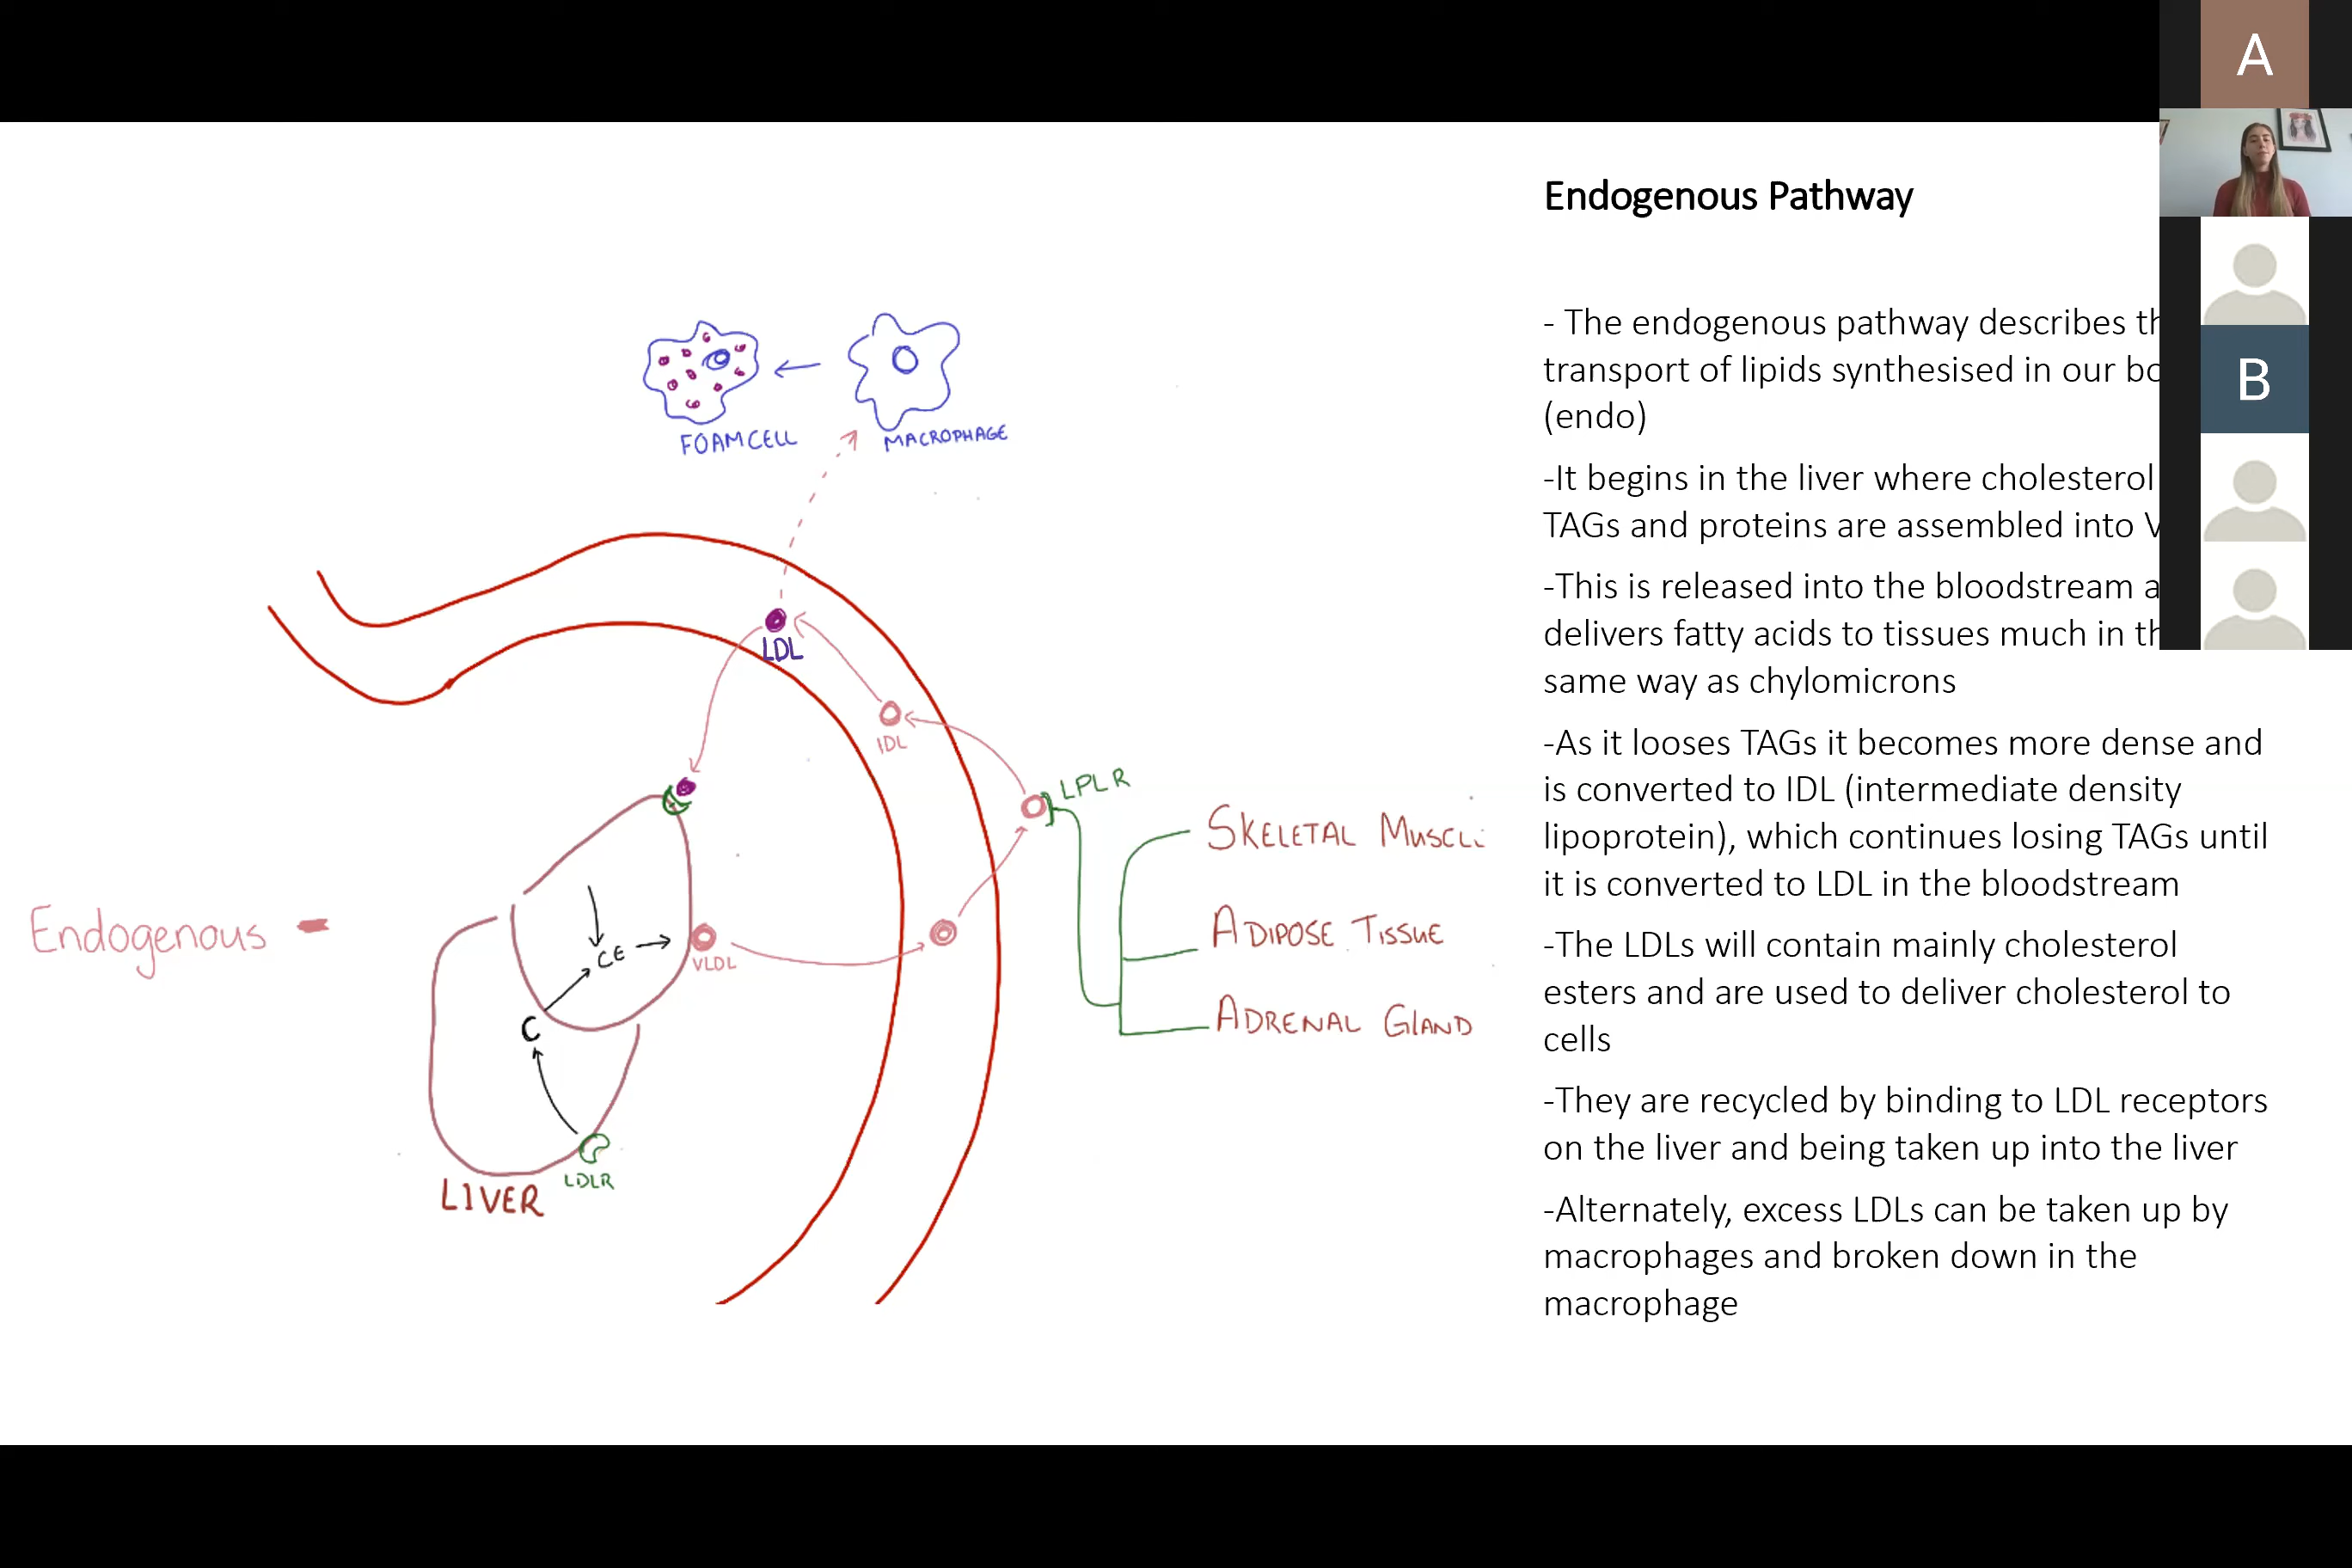 A
Endogenous Pathway
- The endogenous pathway describes
transport of lipids synthesised in our
(endo)
-It begins in the liver where cholesterol
TAGs and proteins are assembled into
-This is released into the bloodstream
delivers fatty acids to tissues much in
same way as chylomicrons
-As it looses TAGs it becomes more dense and
is converted to IDL (intermediate density
lipoprotein), which continues losing TAGs until
it is converted to LDL in the bloodstream
-The LDLs will contain mainly cholesterol
esters and are used to deliver cholesterol to
cells
-They are recycled by binding to LDL receptors
on the liver and being taken up into the liver
-Alternately, excess LDLs can be taken up by
macrophages and broken down in the
macrophage
B
FOAM CELL
MACROPHAGE
LDL
IDL
LPLR
SKELETAL
ADIPOSE TISSUE
ADRENAL GLAND
Endogenous -
CE
VLDL
C
LDLR
LIVER